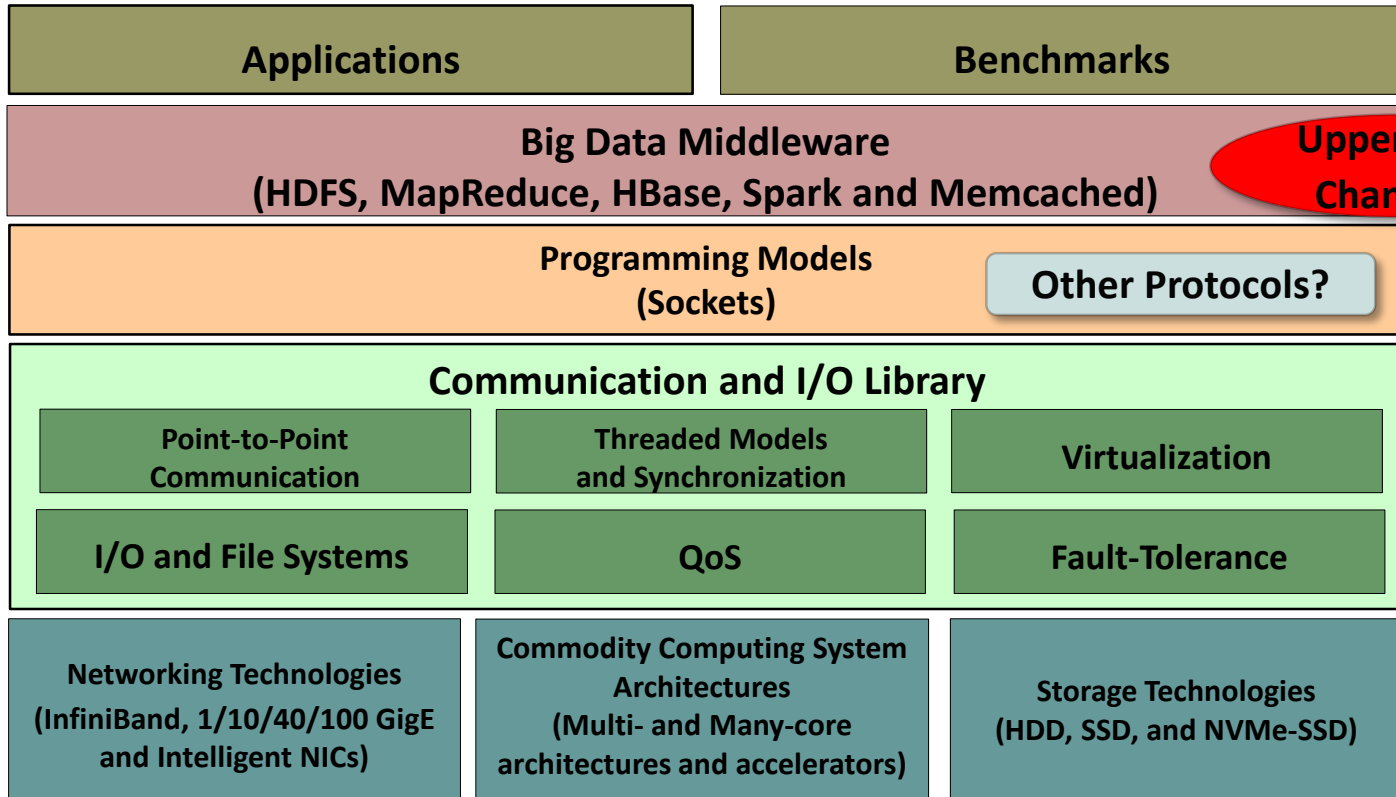 Applications
Benchmarks
Big Data Middleware
(HDFS, MapReduce, HBase, Spark and Memcached)
Upper
Programming Models
(Sockets)
Other Protocols?
Communication and I/O Library
Point-to-Point
Communication
Threaded Models
and Synchronization
Virtualization
I/O and File Systems
QoS
Fault-Tolerance
Networking Technologies
(InfiniBand, 1/10/40/100 GigE
and Intelligent NICs)
Commodity Computing System
Architectures
(Multi- and Many-core
architectures and accelerators)
Storage Technologies
(HDD, SSD, and NVMe-SSD)